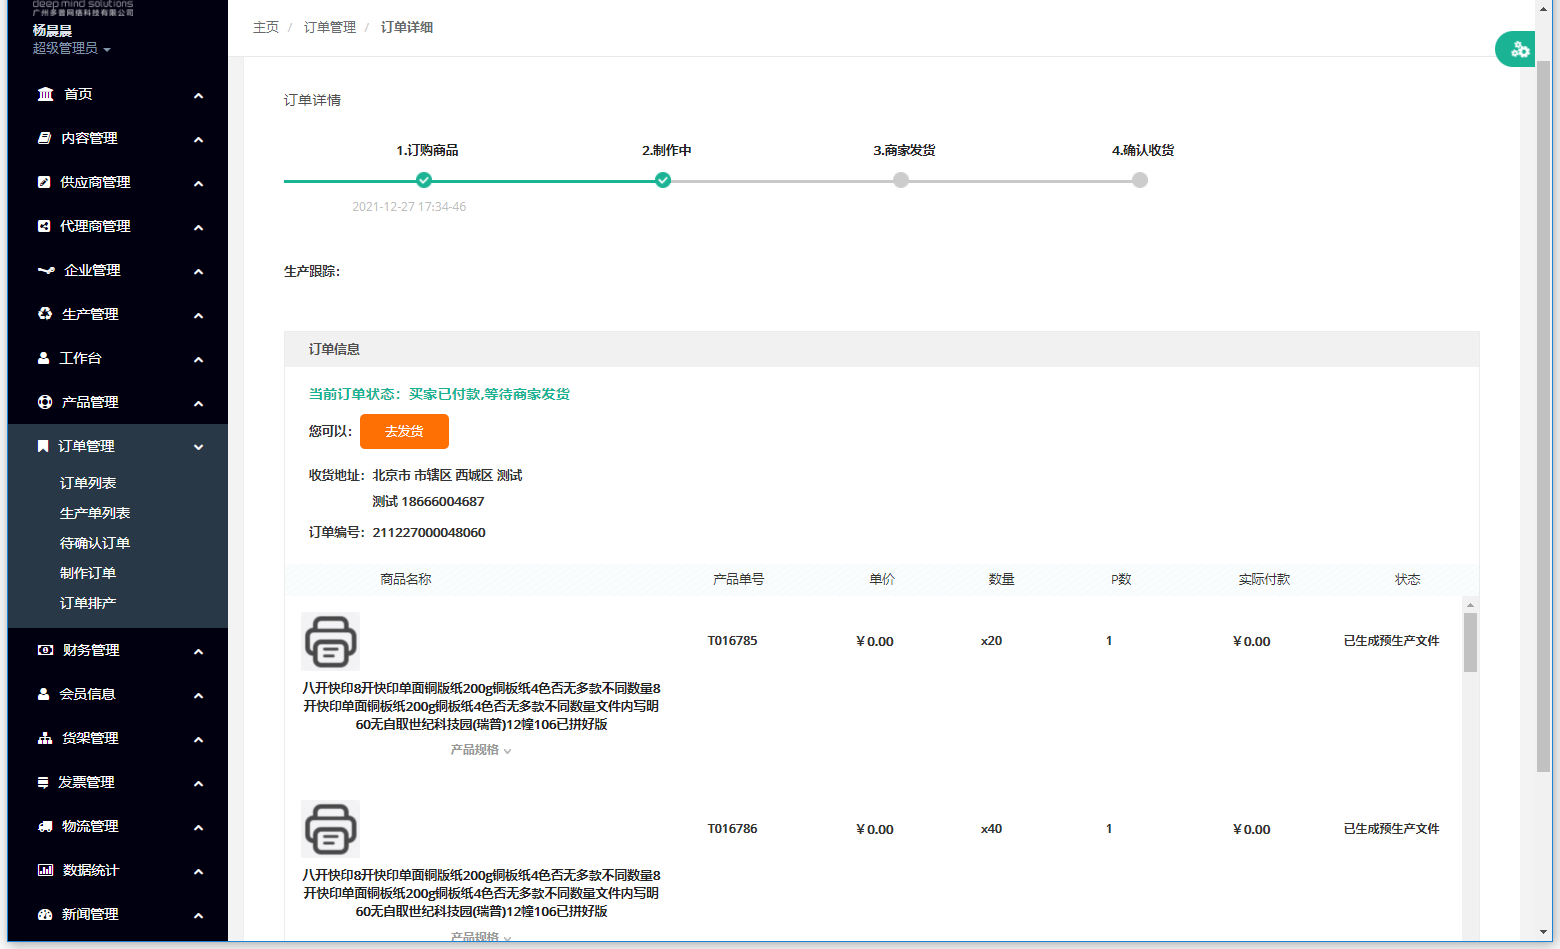 deep mind solutions
广州多普网络科技有限公司
杨晨晨
超级管理员
首页
内容管理
供应商管理
代理商管理
企业管理
生产管理
工作台
产品管理
订单管理
订单列表
生产单列表
待确认订单
制作订单
订单排产
财务管理
会员信息
货架管理
发票管理
物流管理
数据统计
新闻管理
主页 / 订单管理 / 订单详细
订单详情
1.订购商品 2.制作中 3.商家发货 4.确认收货
2021-12-27 17:34-46
生产跟踪：
订单信息
当前订单状态：买家已付款,等待商家发货
您可以： 去发货
收货地址： 北京市 市辖区 西城区 测试
测试 18666004687
订单编号： 211227000048060
商品名称 产品单号 单价 数量 P数 实际付款 状态
T016785 ￥0.00 x20 1 ￥0.00 已生成预生产文件
八开快印8开快印单面铜版纸200g铜板纸4色否无多款不同数量8
开快印单面铜板纸200g铜板纸4色否无多款不同数量文件内写明
60无自取世纪科技园(瑞普)12幢106已拼好版
产品规格
T016786 ￥0.00 x40 1 ￥0.00 已生成预生产文件
八开快印8开快印单面铜版纸200g铜板纸4色否无多款不同数量8
开快印单面铜板纸200g铜板纸4色否无多款不同数量文件内写明
60无自取世纪科技园(瑞普)12幢106已拼好版
产品规格